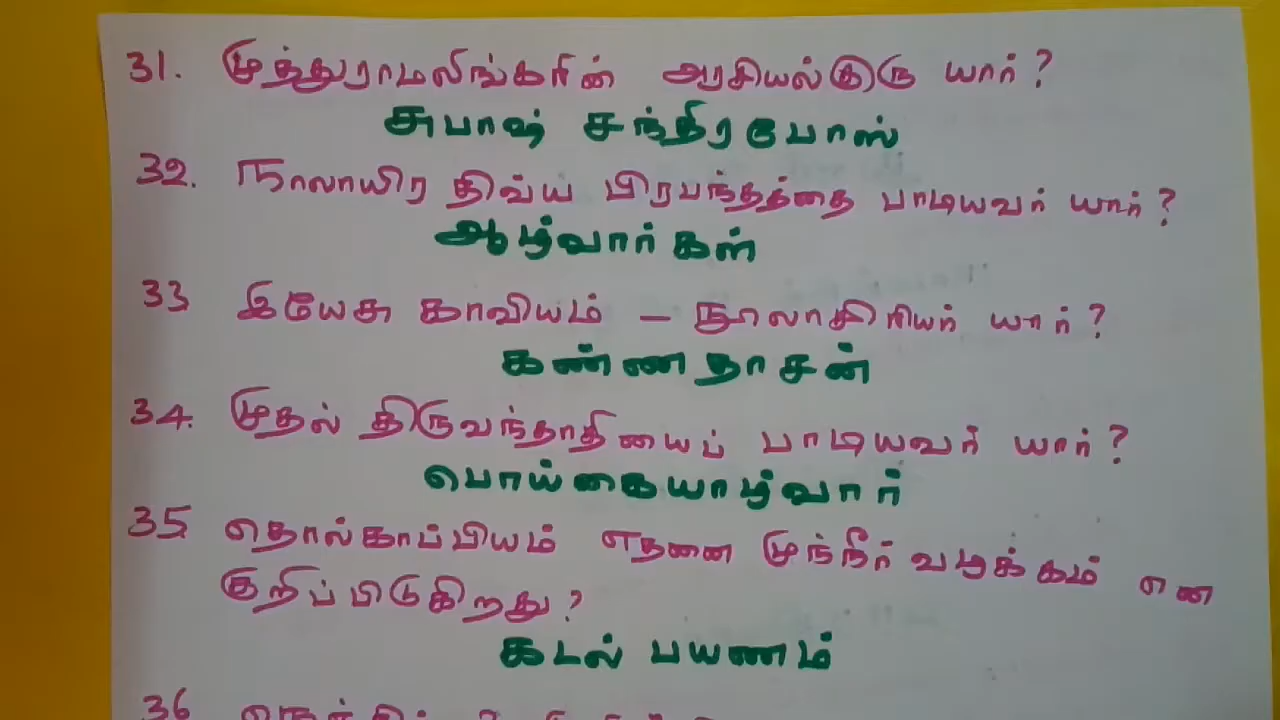 31. முத்துராமலிங்கரின் அரசியல்குரு யார்?
சுபாஷ் சந்திரபோஸ்
32. நாலாயிர திவ்ய பிரபந்தத்தை பாடியவர் யார்?
ஆழ்வார்கள்
33 இயேசு காவியம் - நூலாசிரியர் யார்?
கண்ணதாசன்
34. முதல் திருவந்தாதியைப் பாடியவர் யார்?
பொய்கையாழ்வார்
35 தொல்காப்பியம் எதனை முந்நீர் வழக்கம் என
குறிப்பிடுகிறது?
கடல் பயணம்
36